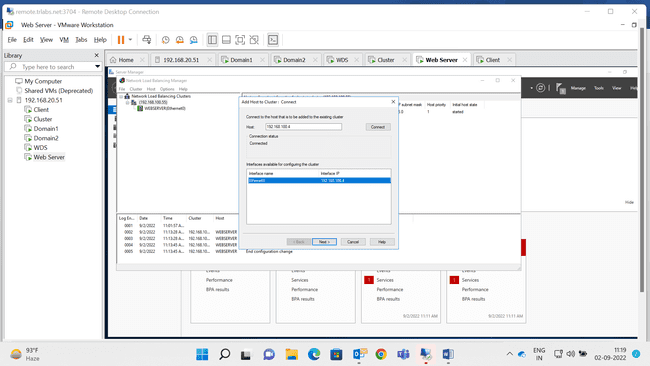 remote.trlabs.net:3704 - Remote Desktop Connection
Web Server - VMware Workstation
File Edit View VM Tabs Help
Library
Type here to search
My Computer
Shared VMs (Deprecated)
192.168.20.51
Client
Cluster
Domain1
Domain2
WDS
Web Server
Home 192.168.20.51 Domain1 Domain2 WDS Cluster Web Server Client
Server Manager
Manage Tools View Help
Network Load Balancing Manager
File Cluster Host Options Help
Network Load Balancing Clusters
WEBSERVER(Ethernet0)
subnet mask Host priority Initial host state
1 started
Add Host to Cluster : Connect
Connect to the host that is to be added to the existing cluster
Host: 192.168.108.4 Connect
Connection status
Connected
Interfaces available for configuring the cluster
Interface name Interface IP
Ethernet0 192.168.108.4
< Back Next > Cancel Help
Hide
Log En... Date Time Cluster Host
0001 9/2/2022 11:01:57 A...
0002 9/2/2022 11:13:28 A... 192.168.10... WEBSERVER
0003 9/2/2022 11:13:28 A... 192.168.10... WEBSERVER
0004 9/2/2022 11:13:45 A... 192.168.10... WEBSERVER
0005 9/2/2022 11:13:45 A... 192.168.10... WEBSERVER End configuration change
Events Events Events Events
Performance Services 1 Services 1 Services
BPA results Performance Performance Performance
BPA results BPA results BPA results
9/2/2022 11:11 AM 9/2/2022 11:11 AM
93°F
Haze
ENG
IN
11:19
02-09-2022